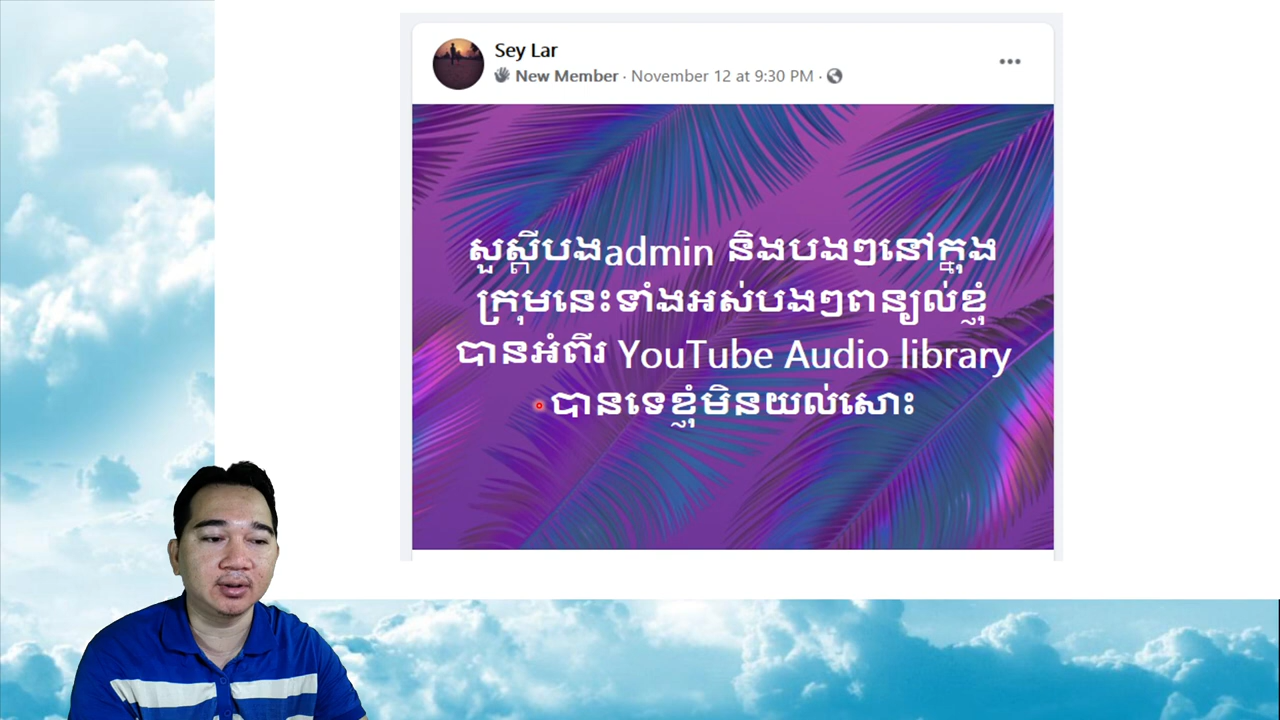 Sey Lar
New Member · November 12 at 9:30 PM ·
សួស្ដីបងadmin និងបងៗនៅក្នុង
ក្រុមនេះទាំងអស់បងៗពន្យល់ខ្ញុំ
បានអំពីរ YouTube Audio library
បានទេខ្ញុំមិនយល់សោះ